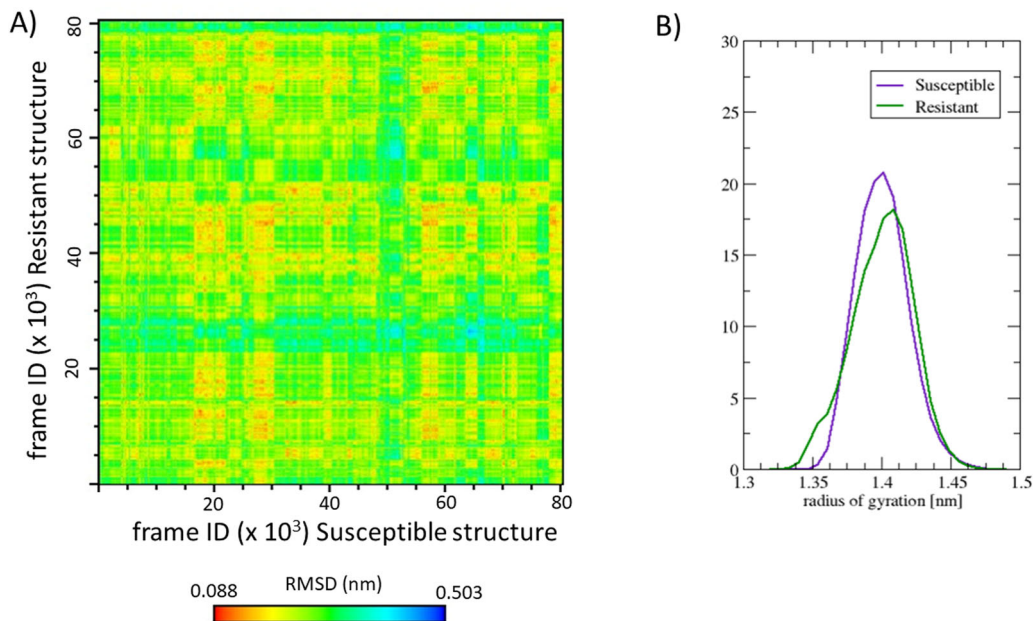 A)
frame ID (x 10³) Resistant structure
80
60
40
20
20 40 60 80
frame ID (x 10³) Susceptible structure
0.088 RMSD (nm) 0.503
B)
30
25
20
15
10
5
0
Susceptible
Resistant
1.3 1.35 1.4 1.45 1.5
radius of gyration [nm]